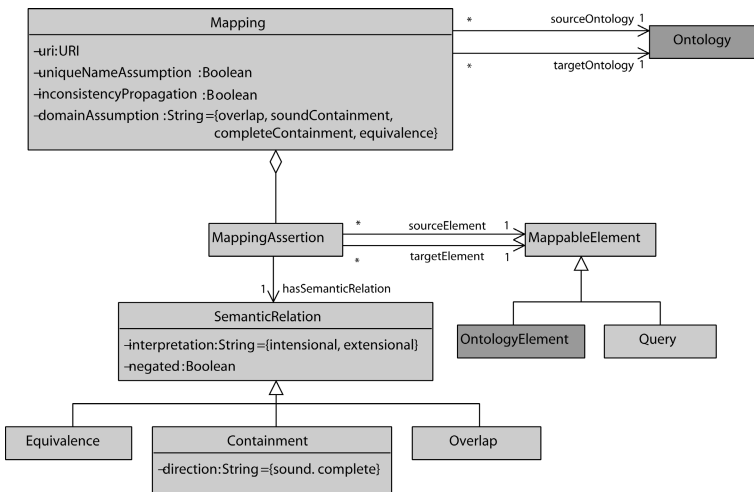 Mapping
-uri:URI
-uniqueNameAssumption :Boolean
-inconsistencyPropagation :Boolean
-domainAssumption :String={overlap, soundContainment,
completeContainment, equivalence}
* sourceOntology 1
* targetOntology 1
Ontology
MappingAssertion
* sourceElement 1
* targetElement 1
MappableElement
1 hasSemanticRelation
SemanticRelation
-interpretation:String={intensional, extensional}
-negated:Boolean
OntologyElement
Query
Equivalence
Containment
-direction:String={sound. complete}
Overlap